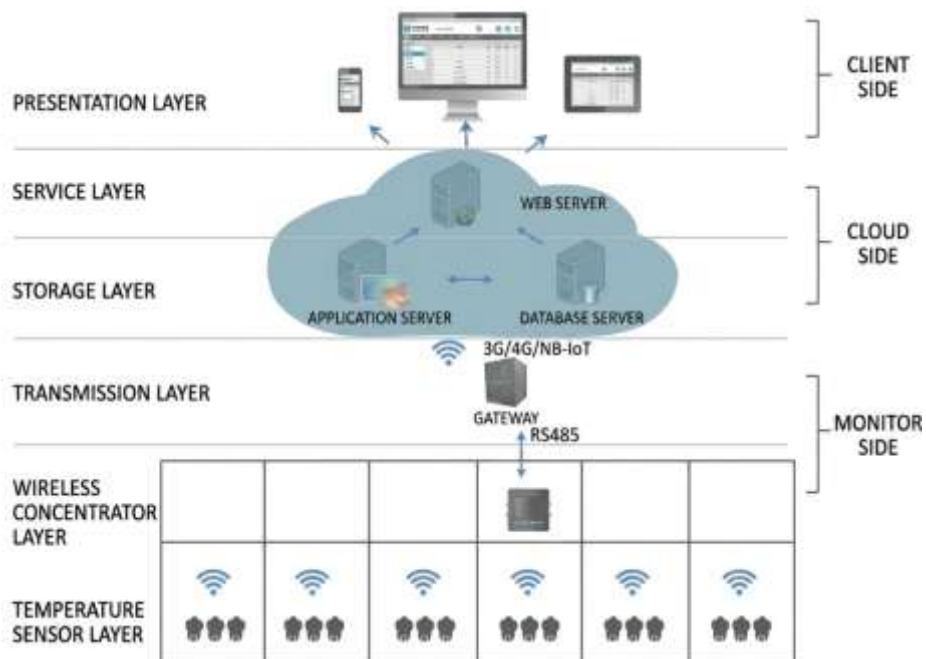 PRESENTATION LAYER
CLIENT
SIDE
SERVICE LAYER
WEB SERVER
CLOUD
SIDE
STORAGE LAYER
APPLICATION SERVER
DATABASE SERVER
3G/4G/NB-IoT
TRANSMISSION LAYER
GATEWAY
RS485
MONITOR
SIDE
WIRELESS
CONCENTRATOR
LAYER
TEMPERATURE
SENSOR LAYER